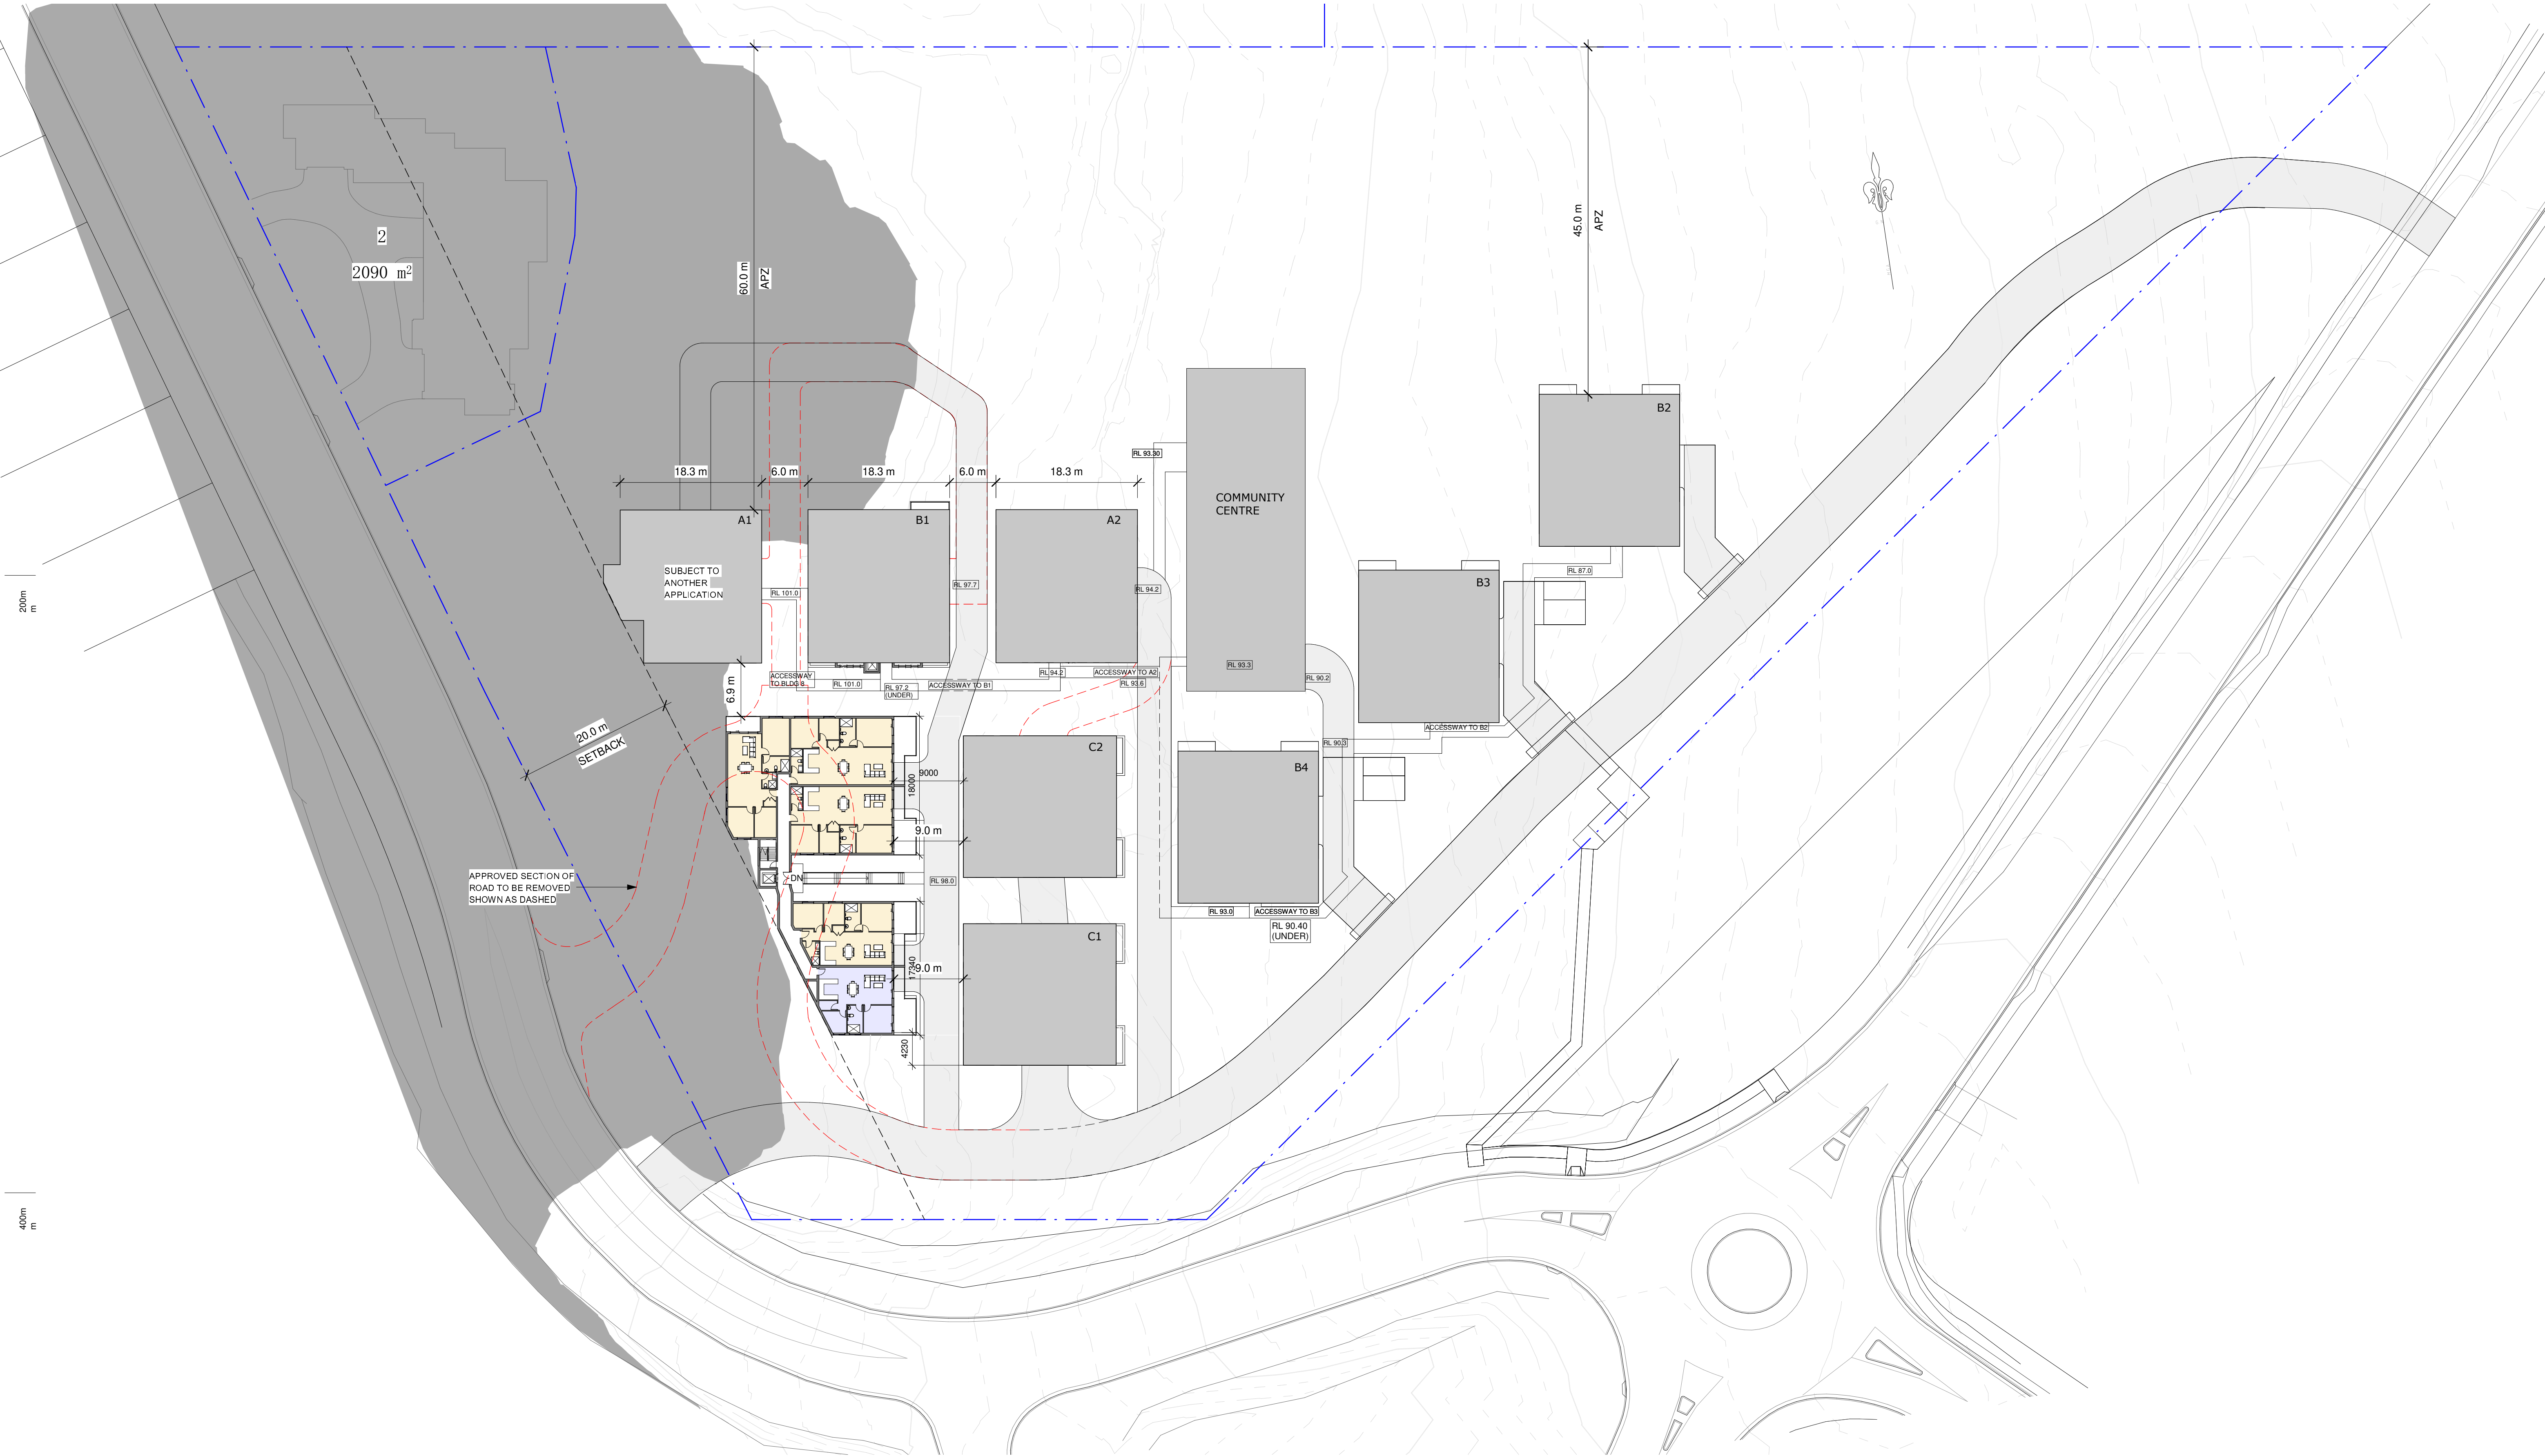 2
2090 m²
60.0 m
APZ
45.0 m
APZ
200m
m
400m
m
18.3 m
6.0 m
18.3 m
6.0 m
18.3 m
A1
B1
A2
B2
B3
B4
C2
C1
COMMUNITY
CENTRE
SUBJECT TO
ANOTHER
APPLICATION
RL 93.30
RL 101.0
RL 97.7
RL 94.2
RL 87.0
RL 93.3
RL 90.2
6.9 m
ACCESSWAY
TO BLDG 8
RL 101.0
RL 97.2
(UNDER)
ACCESSWAY TO B1
RL 94.2
ACCESSWAY TO A2
RL 93.6
ACCESSWAY TO B2
RL 90.3
20.0 m
SETBACK
9000
18000
9.0 m
DN
RL 98.0
APPROVED SECTION OF
ROAD TO BE REMOVED
SHOWN AS DASHED
RL 93.0
ACCESSWAY TO B3
RL 90.40
(UNDER)
9.0 m
17340
4230